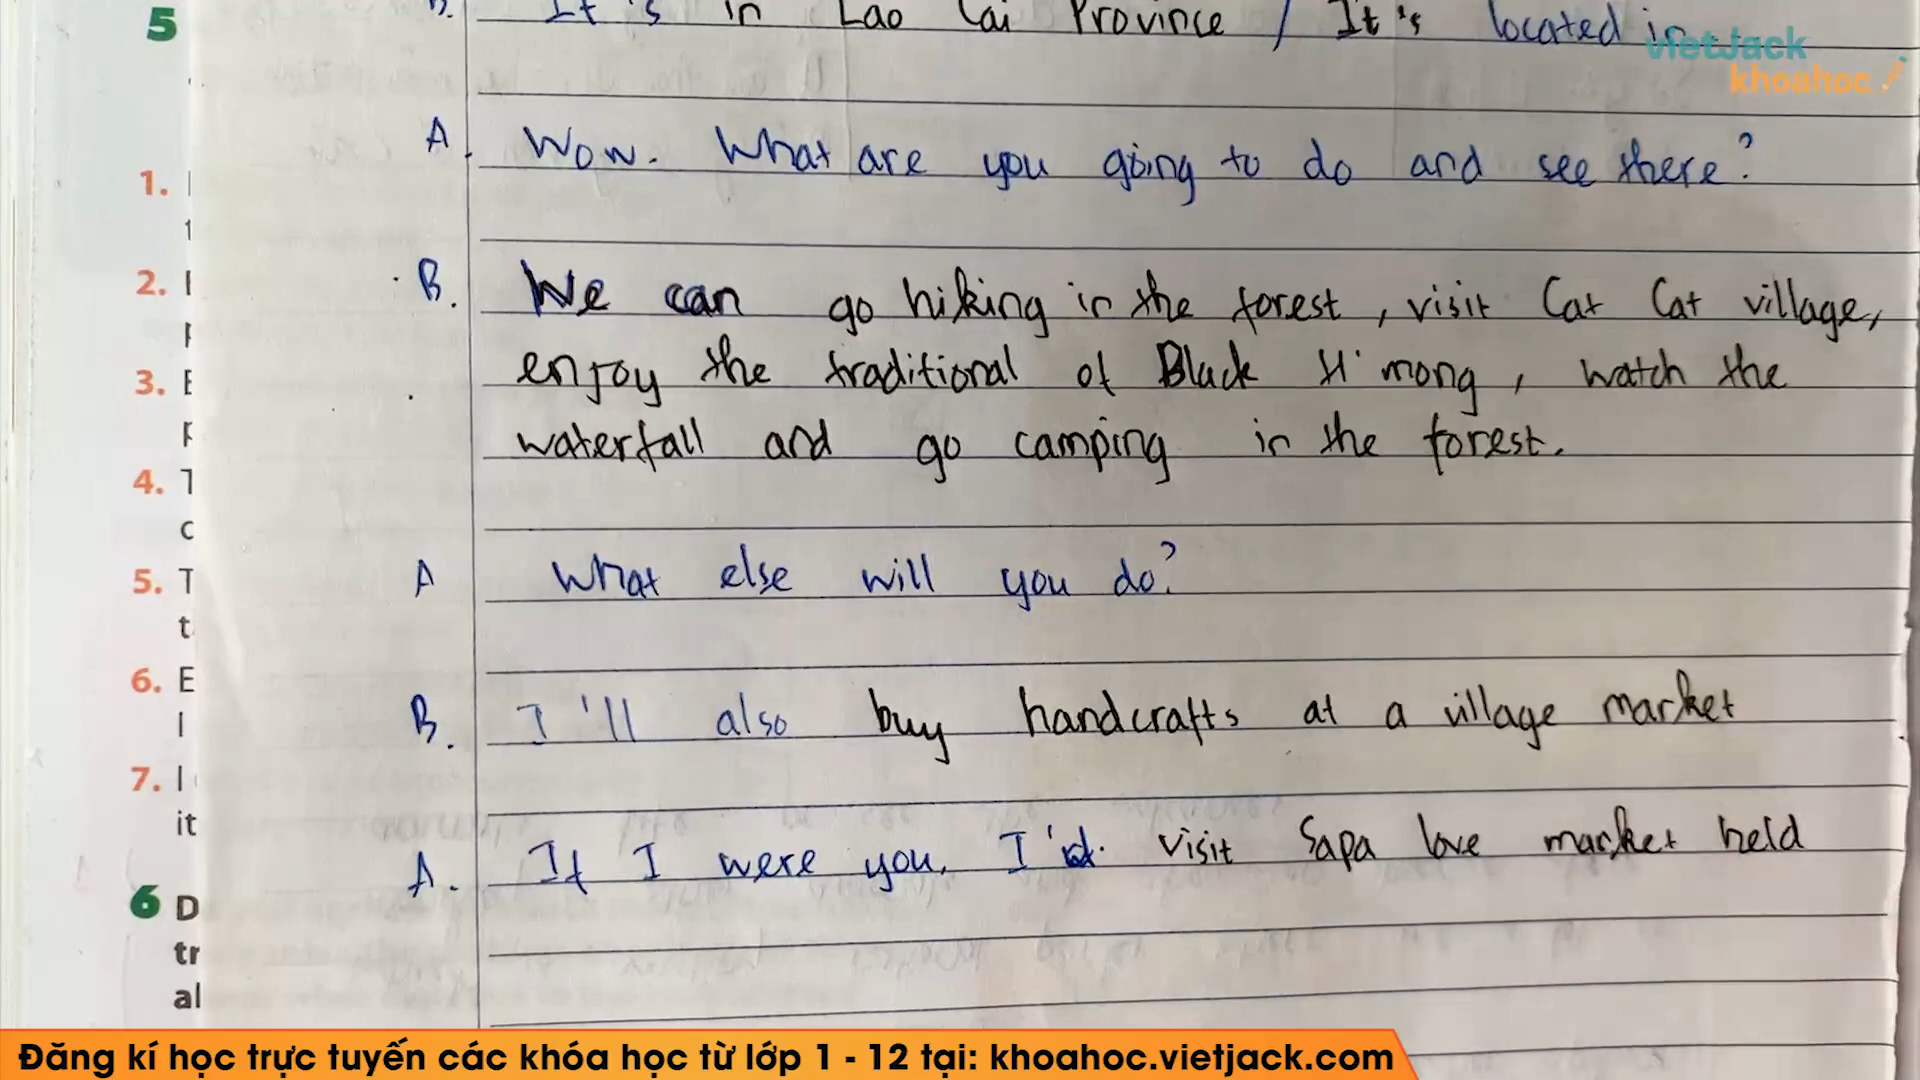 5
B. It's in Lao Cai Province / It's located in
vietJack
khoahoc
A. Wow. What are you going to do and see there?
1. I
t
2. I
B. We can go hiking in the forest, visit Cat Cat village,
3. E
enjoy the traditional of Black H'mong, watch the
waterfall and go camping in the forest.
4. T
c
5. T
A What else will you do?
t
6. E
l
B. I'll also buy handcrafts at a village market
7. I
it
A. If I were you, I'd visit Sapa love market held
6 D
tr
al
Đăng kí học trực tuyến các khóa học từ lớp 1 - 12 tại: khoahoc.vietjack.com